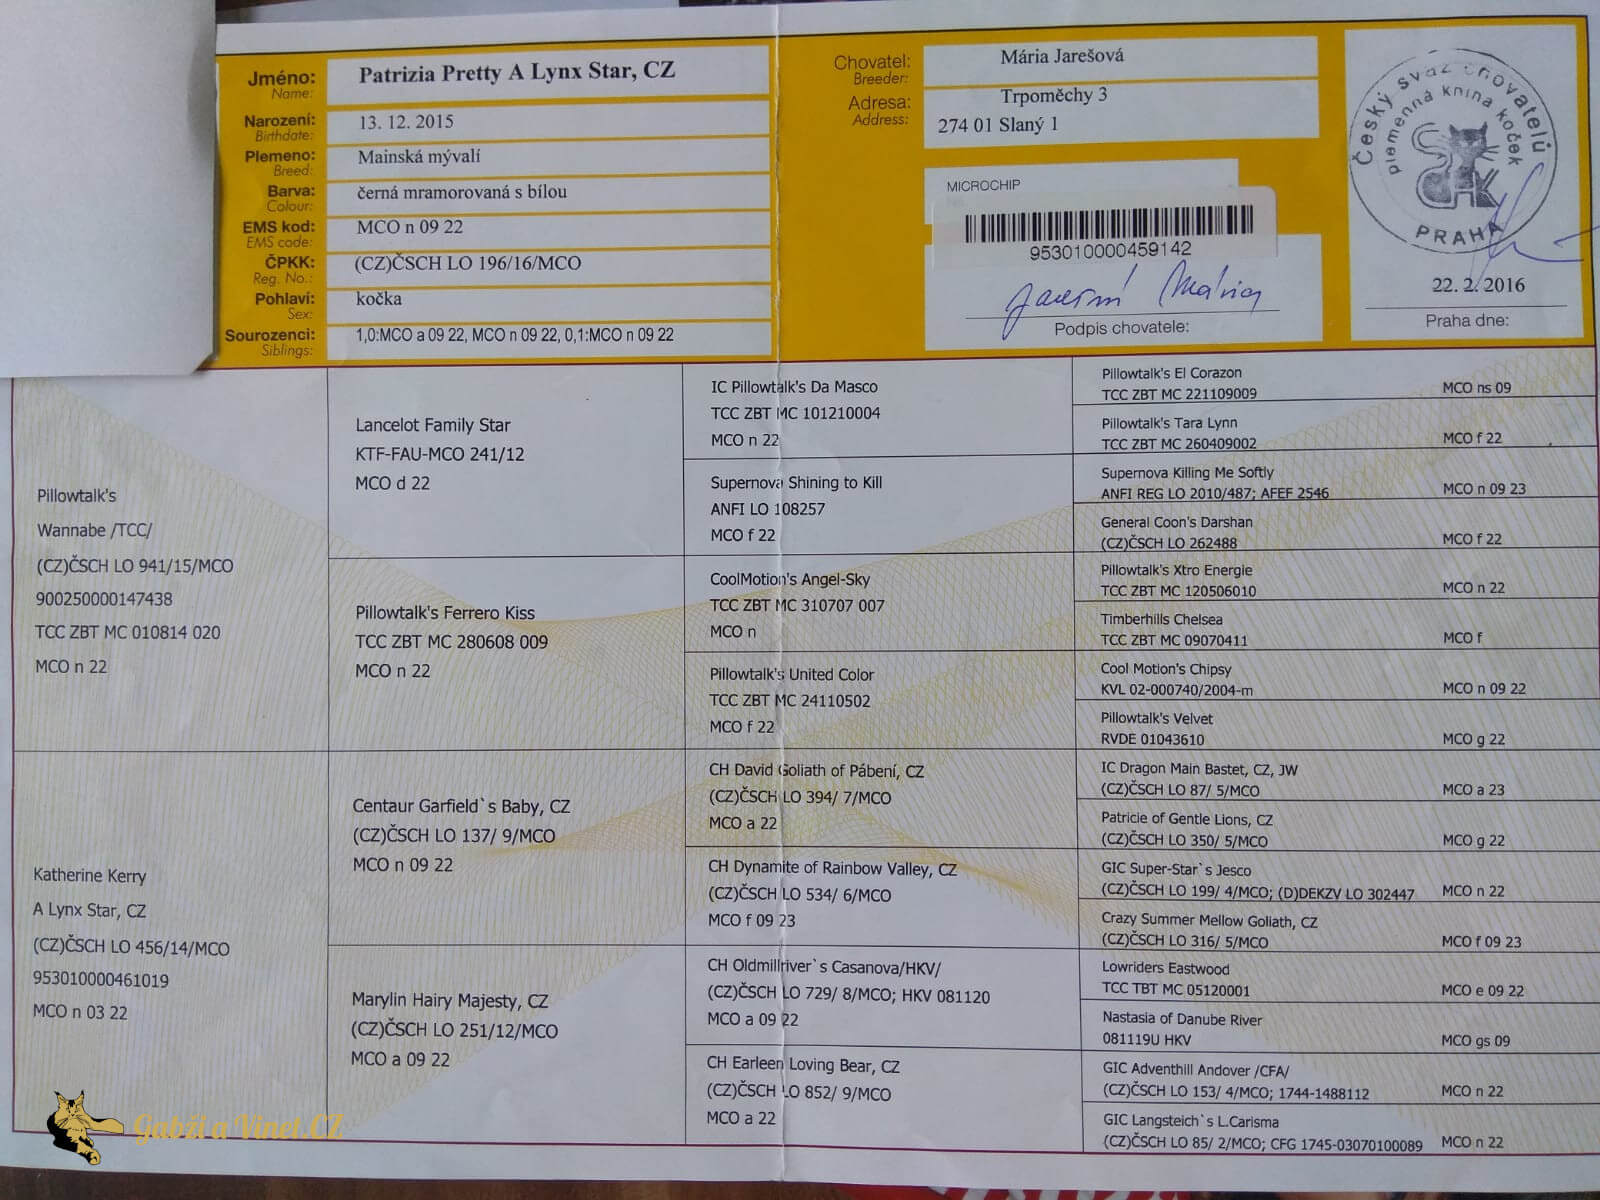 Jméno:
Name:
Patrizia Pretty A Lynx Star, CZ
Narození:
Birthdate:
13. 12. 2015
Plemeno:
Breed:
Mainská mývalí
Barva:
Colour:
černá mramorovaná s bílou
EMS kod:
EMS code:
MCO n 09 22
ČPKK:
Reg. No.:
(CZ)ČSCH LO 196/16/MCO
Pohlaví:
Sex:
kočka
Sourozenci:
Siblings:
1,0:MCO a 09 22, MCO n 09 22, 0,1:MCO n 09 22
Chovatel:
Breeder:
Mária Jarešová
Adresa:
Address:
Trpoměchy 3
274 01 Slaný 1
MICROCHIP
953010000459142
Jarešová Mária
Podpis chovatele:
Český svaz chovatelů
plemenná kniha koček
PRAHA
22. 2. 2016
Praha dne:
Pillowtalk's
Wannabe /TCC/
(CZ)ČSCH LO 941/15/MCO
900250000147438
TCC ZBT MC 010814 020
MCO n 22
Katherine Kerry
A Lynx Star, CZ
(CZ)ČSCH LO 456/14/MCO
953010000461019
MCO n 03 22
Lancelot Family Star
KTF-FAU-MCO 241/12
MCO d 22
Pillowtalk's Ferrero Kiss
TCC ZBT MC 280608 009
MCO n 22
Centaur Garfield`s Baby, CZ
(CZ)ČSCH LO 137/ 9/MCO
MCO n 09 22
Marylin Hairy Majesty, CZ
(CZ)ČSCH LO 251/12/MCO
MCO a 09 22
IC Pillowtalk's Da Masco
TCC ZBT MC 101210004
MCO n 22
Supernova Shining to Kill
ANFI LO 108257
MCO f 22
CoolMotion's Angel-Sky
TCC ZBT MC 310707 007
MCO n
Pillowtalk's United Color
TCC ZBT MC 24110502
MCO f 22
CH David Goliath of Pábení, CZ
(CZ)ČSCH LO 394/ 7/MCO
MCO a 22
CH Dynamite of Rainbow Valley, CZ
(CZ)ČSCH LO 534/ 6/MCO
MCO f 09 23
CH Oldmillriver`s Casanova/HKV/
(CZ)ČSCH LO 729/ 8/MCO; HKV 081120
MCO a 09 22
CH Earleen Loving Bear, CZ
(CZ)ČSCH LO 852/ 9/MCO
MCO a 22
Pillowtalk's El Corazon
TCC ZBT MC 221109009 MCO ns 09
Pillowtalk's Tara Lynn
TCC ZBT MC 260409002 MCO f 22
Supernova Killing Me Softly
ANFI REG LO 2010/487; AFEF 2546 MCO n 09 23
General Coon's Darshan
(CZ)ČSCH LO 262488 MCO f 22
Pillowtalk's Xtro Energie
TCC ZBT MC 120506010 MCO n 22
Timberhills Chelsea
TCC ZBT MC 09070411 MCO f
Cool Motion's Chipsy
KVL 02-000740/2004-m MCO n 09 22
Pillowtalk's Velvet
RVDE 01043610 MCO g 22
IC Dragon Main Bastet, CZ, JW
(CZ)ČSCH LO 87/ 5/MCO MCO a 23
Patricie of Gentle Lions, CZ
(CZ)ČSCH LO 350/ 5/MCO MCO g 22
GIC Super-Star`s Jesco
(CZ)ČSCH LO 199/ 4/MCO; (D)DEKZV LO 302447 MCO n 22
Crazy Summer Mellow Goliath, CZ
(CZ)ČSCH LO 316/ 5/MCO MCO f 09 23
Lowriders Eastwood
TCC TBT MC 05120001 MCO e 09 22
Nastasia of Danube River
081119U HKV MCO gs 09
GIC Adventhill Andover /CFA/
(CZ)ČSCH LO 153/ 4/MCO; 1744-1488112 MCO n 22
GIC Langsteich`s L.Carisma
(CZ)ČSCH LO 85/ 2/MCO; CFG 1745-03070100089 MCO n 22
Gabži a Vinet.CZ